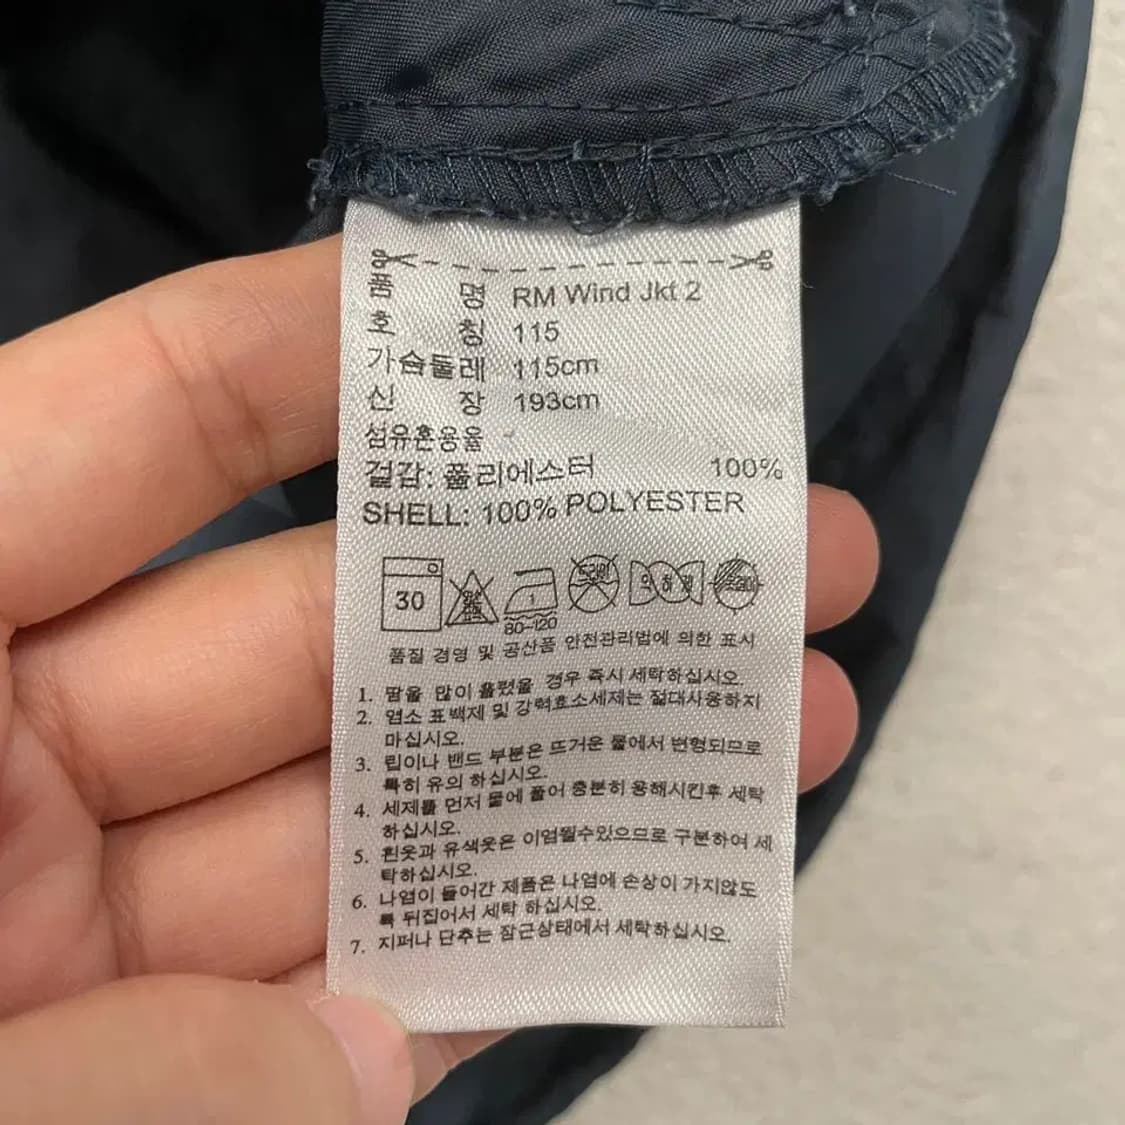 품 명 RM Wind Jkt 2
호 칭 115
가슴둘레 115cm
신 장 193cm
섬유혼용율
겉감: 폴리에스터 100%
SHELL: 100% POLYESTER
30
80-120
품질 경영 및 공산품 안전관리법에 의한 표시
1. 땀을 많이 흘렸을 경우 즉시 세탁하십시오.
2. 염소 표백제 및 강력효소세제는 절대사용하지
마십시오.
3. 립이나 밴드 부분은 뜨거운 물에서 변형되므로
특히 유의 하십시오.
4. 세제를 먼저 물에 풀어 충분히 용해시킨후 세탁
하십시오.
5. 흰옷과 유색옷은 이염될수있으므로 구분하여 세
탁하십시오.
6. 나염이 들어간 제품은 나염에 손상이 가지않도
록 뒤집어서 세탁 하십시오.
7. 지퍼나 단추는 잠근상태에서 세탁하십시오.